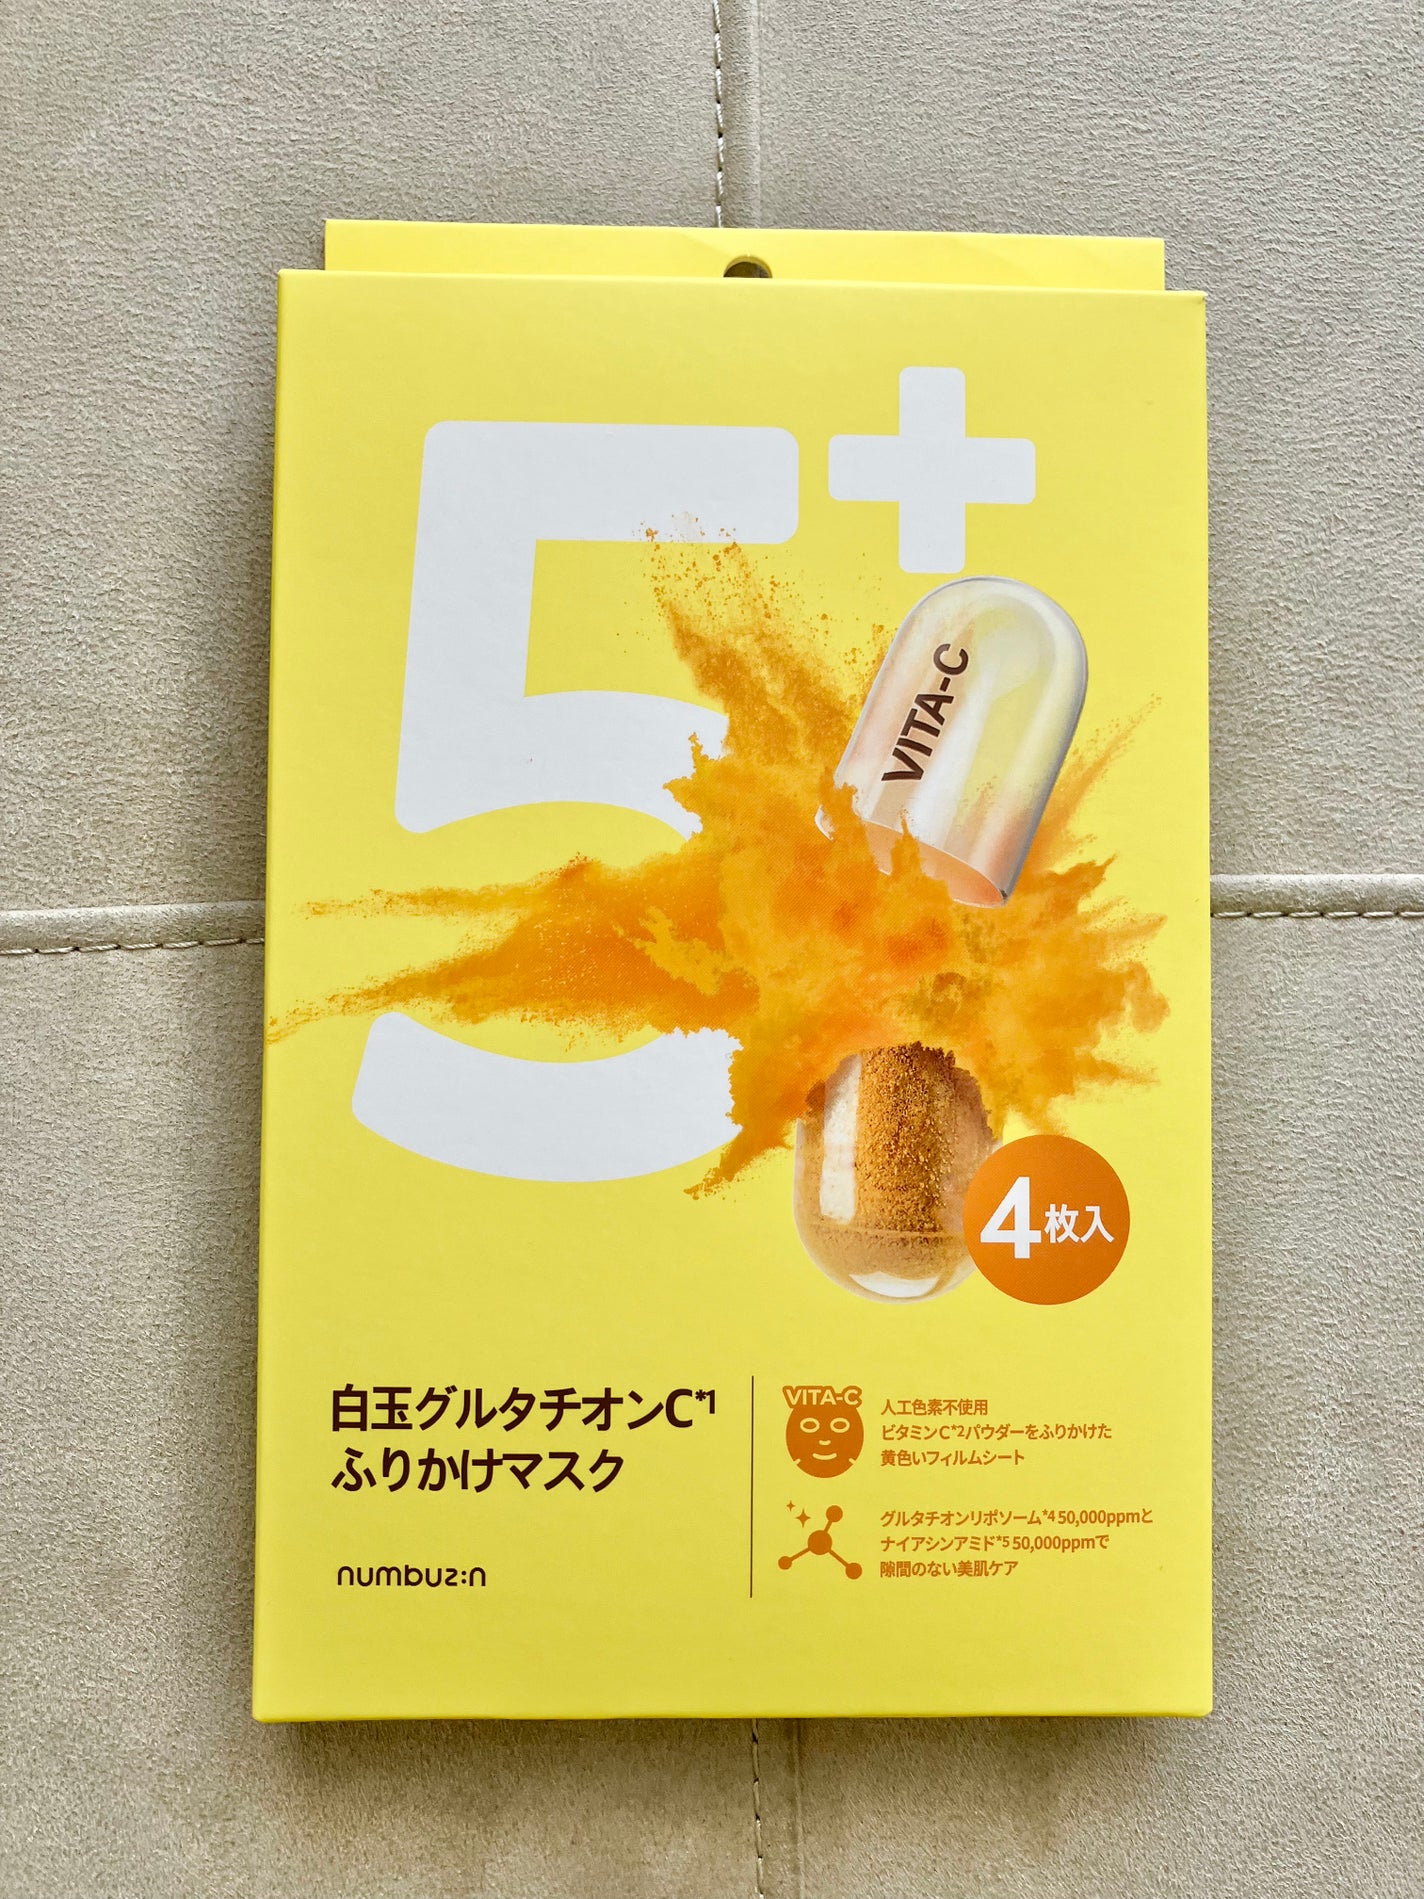 5+
VITA-C
4枚入
白玉グルタチオンC*1
ふりかけマスク
numbuz:n
VITA-C
人工色素不使用
ビタミンC*2パウダーをふりかけた
黄色いフィルムシート
グルタチオンリポソーム*4 50,000ppmと
ナイアシンアミド*5 50,000ppmで
隙間のない美肌ケア